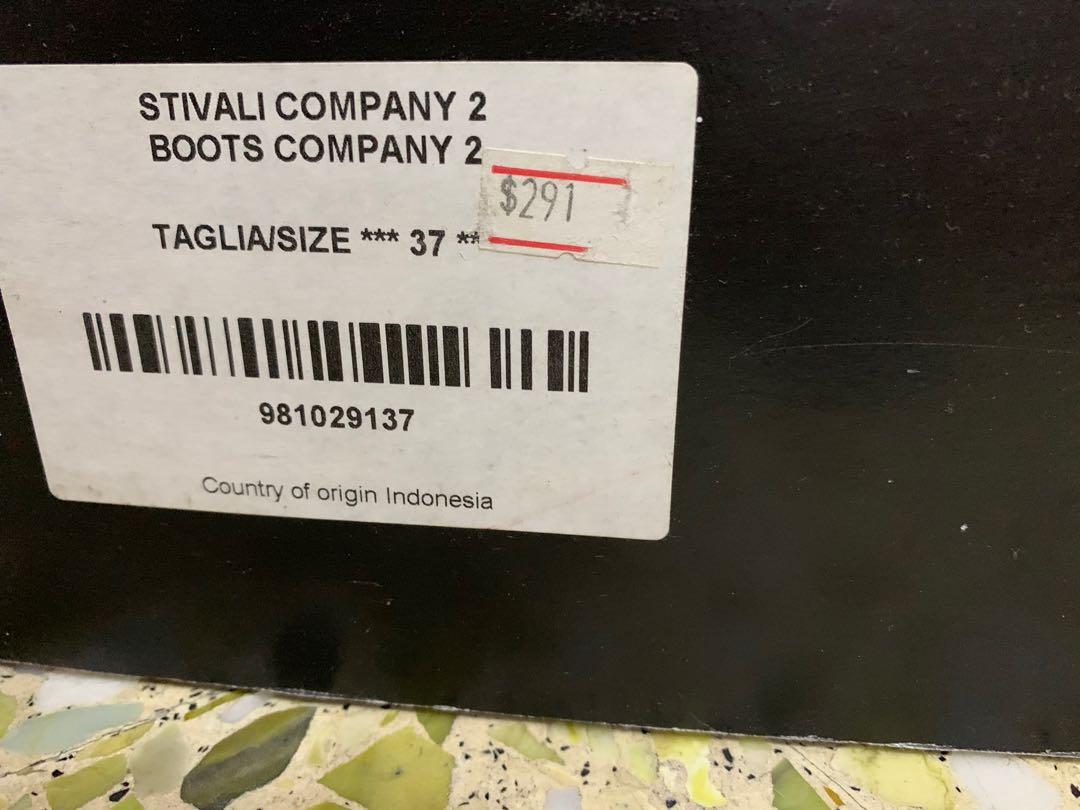 STIVALI COMPANY 2
BOOTS COMPANY 2
$291
TAGLIA/SIZE *** 37 **
981029137
Country of origin Indonesia